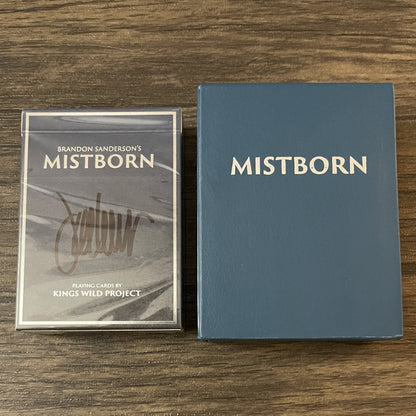 BRANDON SANDERSON'S
MISTBORN
PLAYING CARDS BY
KINGS WILD PROJECT
MISTBORN